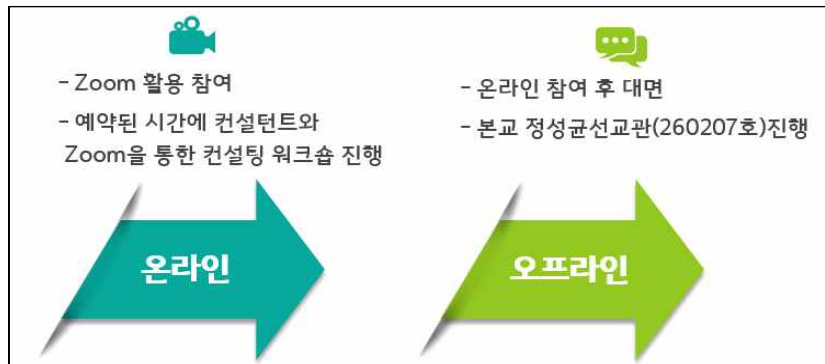 - Zoom 활용 참여
- 예약된 시간에 컨설턴트와
Zoom을 통한 컨설팅 워크숍 진행
온라인
- 온라인 참여 후 대면
- 본교 정성균선교관(260207호)진행
오프라인